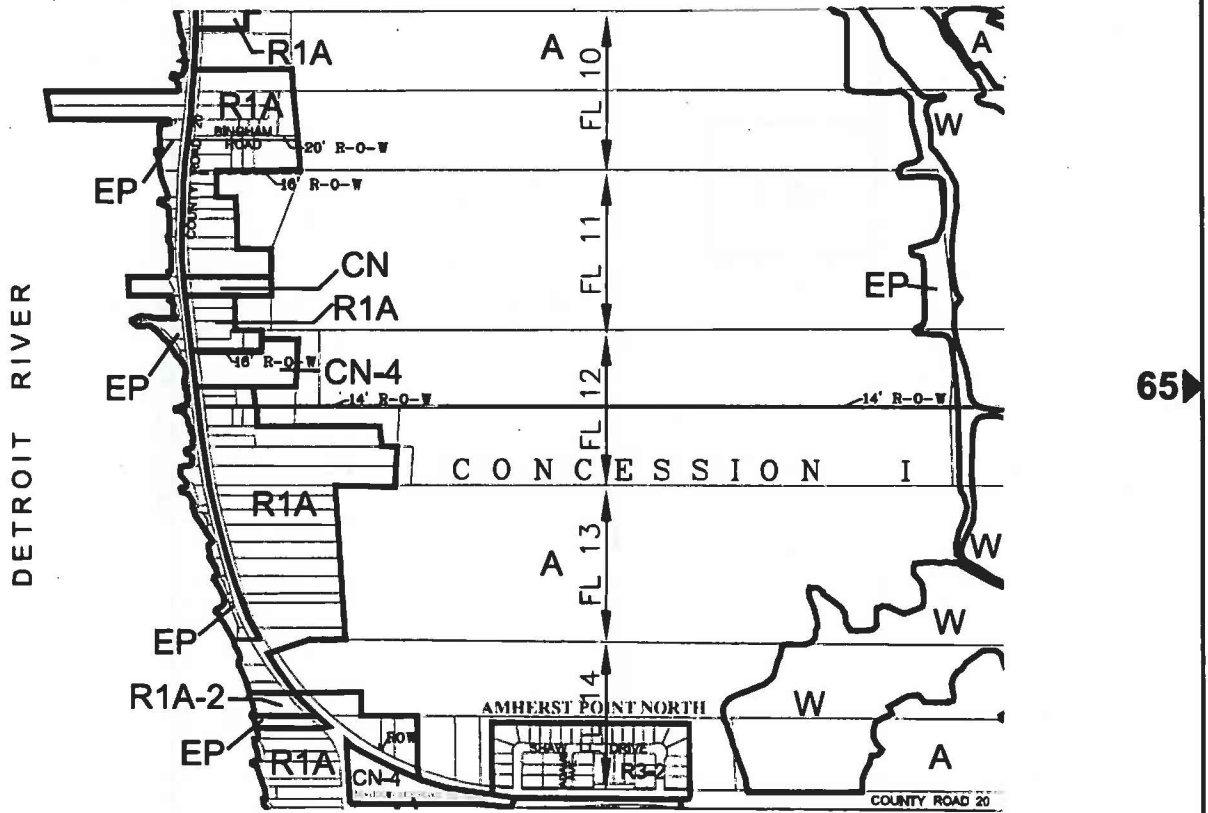 A
A
R1A
FL 10
R1A
W
COUNTY ROAD 20
BINGHAM
ROAD
20' R-O-W
EP
16' R-O-W
FL 11
CN
EP
R1A
DETROIT RIVER
16' R-O-W
EP
CN-4
FL 12
65
14' R-O-W
14' R-O-W
CONCESSION I
R1A
FL 13
A
W
EP
W
R1A-2
FL 14
W
AMHERST POINT NORTH
EP
ROW
SHAW
DRIVE
R1A
CN-4
R3-2
A
COUNTY ROAD 20